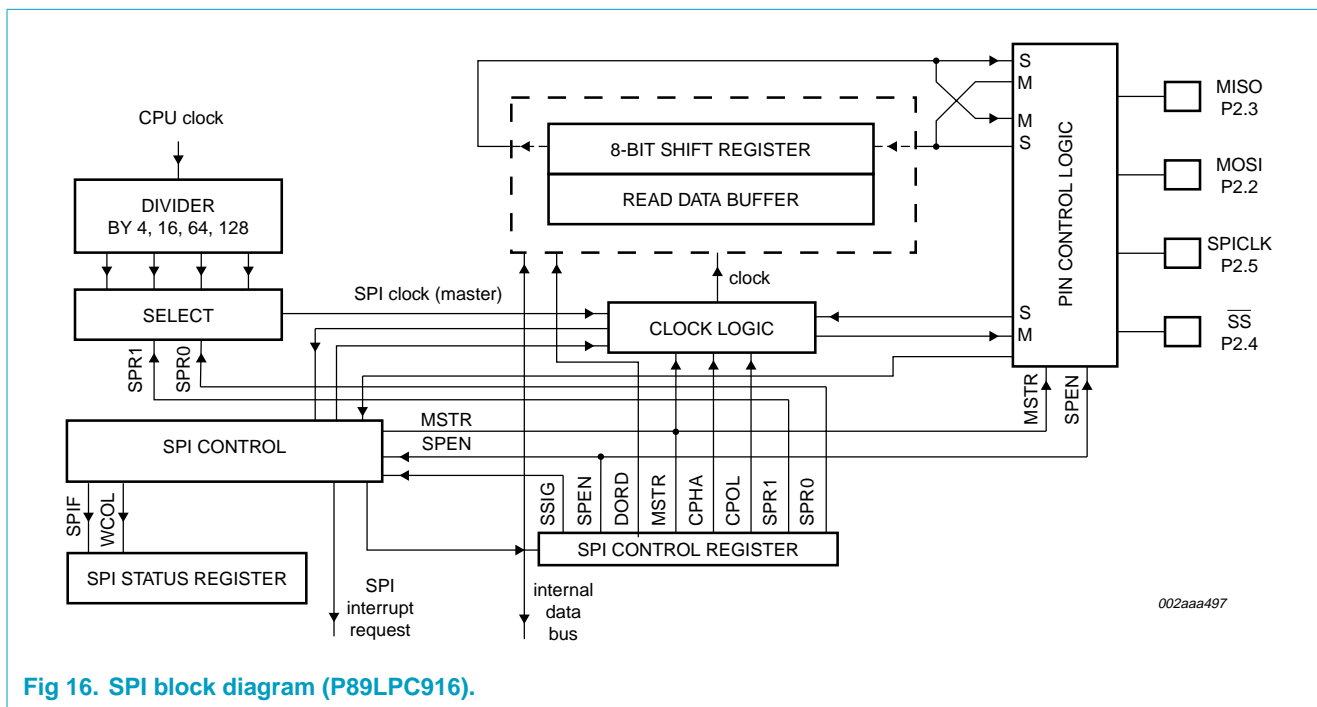 CPU clock
DIVIDER
BY 4, 16, 64, 128
SELECT
SPR1
SPR0
SPI clock (master)
8-BIT SHIFT REGISTER
READ DATA BUFFER
clock
CLOCK LOGIC
S
M
M
S
S
M
PIN CONTROL LOGIC
MISO
P2.3
MOSI
P2.2
SPICLK
P2.5
SS
P2.4
MSTR
SPEN
SPI CONTROL
MSTR
SPEN
SPIF
WCOL
SPI STATUS REGISTER
SPI
interrupt
request
SSIG
SPEN
DORD
MSTR
CPHA
CPOL
SPR1
SPR0
SPI CONTROL REGISTER
internal
data
bus
002aaa497
Fig 16. SPI block diagram (P89LPC916).